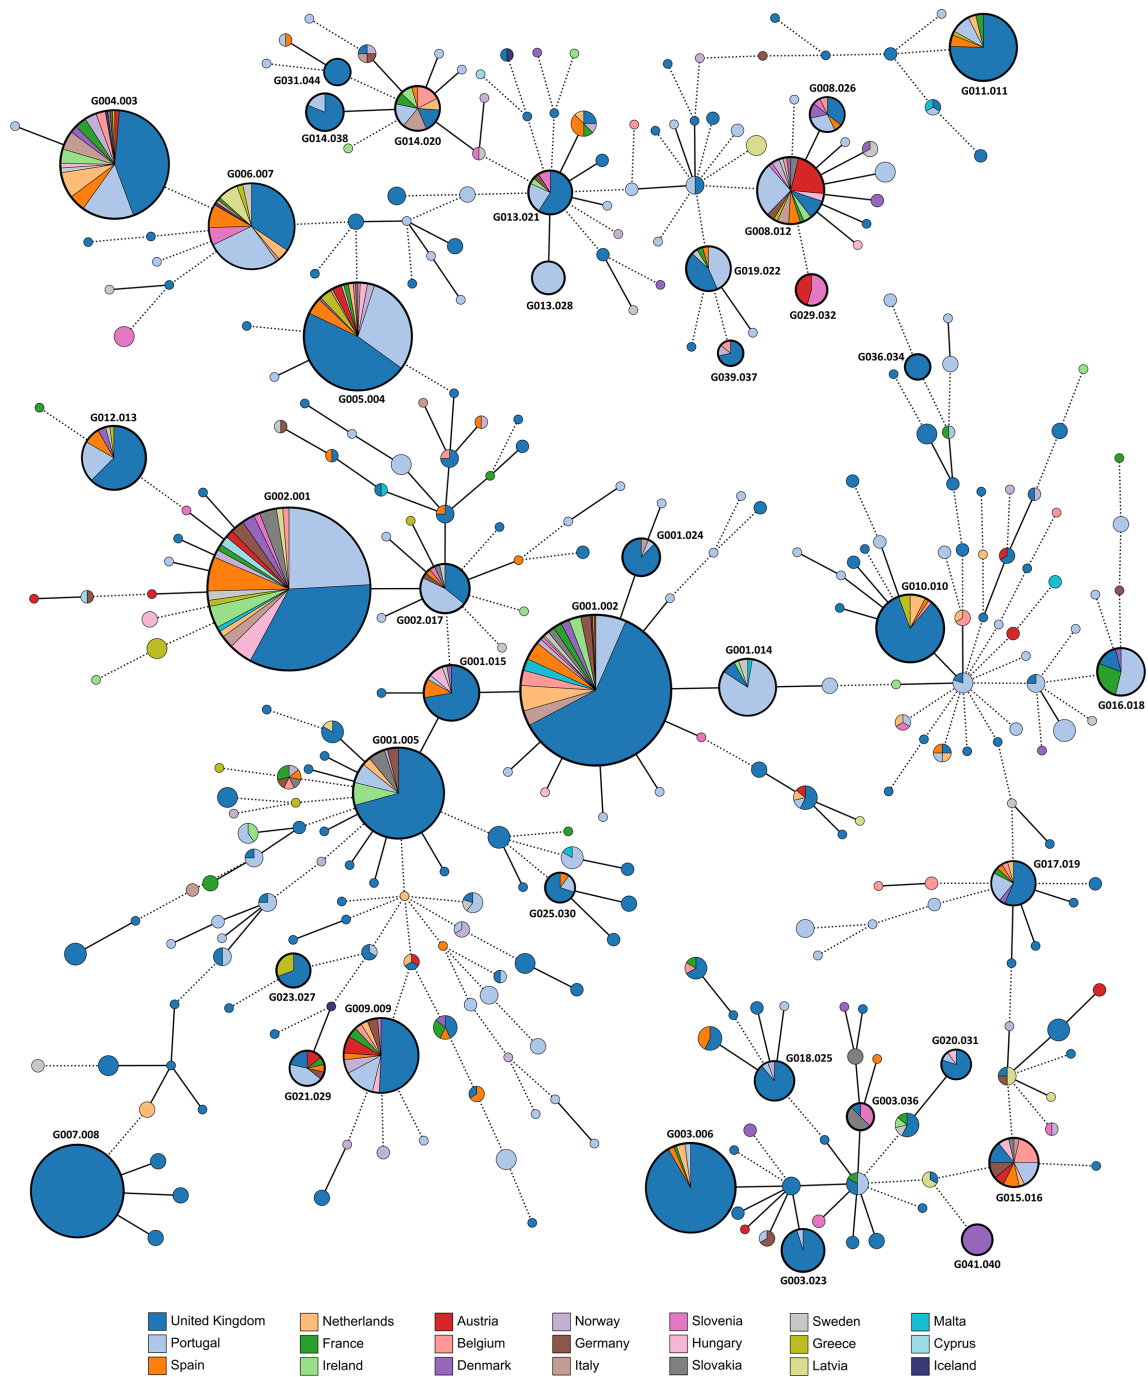 G011.011
G031.044
G008.026
G004.003
G014.038
G014.020
G006.007
G013.021
G008.012
G019.022
G013.028
G029.032
G036.034
G039.037
G005.004
G012.013
G002.001
G001.024
G010.010
G002.017
G001.002
G001.015
G001.014
G016.018
G001.005
G017.019
G025.030
G023.027
G009.009
G020.031
G018.025
G021.029
G003.036
G007.008
G003.006
G015.016
G041.040
G003.023
United Kingdom Netherlands Austria Norway Slovenia Sweden Malta
Portugal France Belgium Germany Hungary Greece Cyprus
Spain Ireland Denmark Italy Slovakia Latvia Iceland